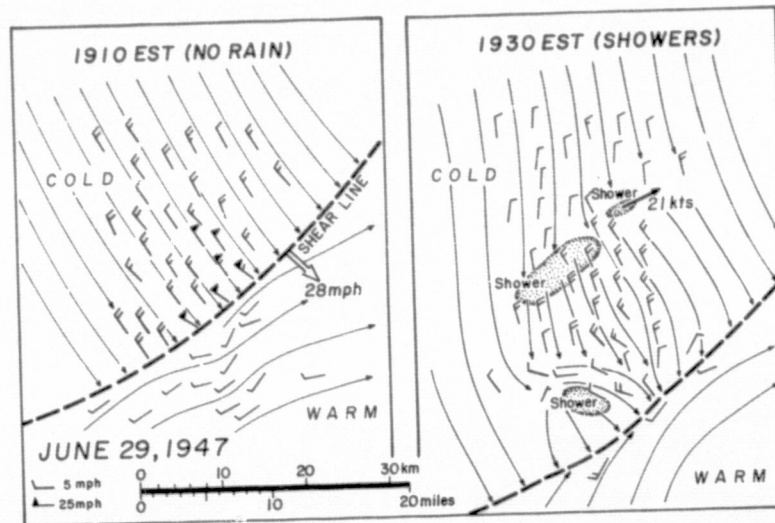 1910 EST (NO RAIN)
COLD
SHEAR LINE
28mph
WARM
JUNE 29, 1947
5 mph
25mph
0 10 20 30 km
0 10 20 miles
1930 EST (SHOWERS)
COLD
Shower
21 kts
Shower
Shower
WARM